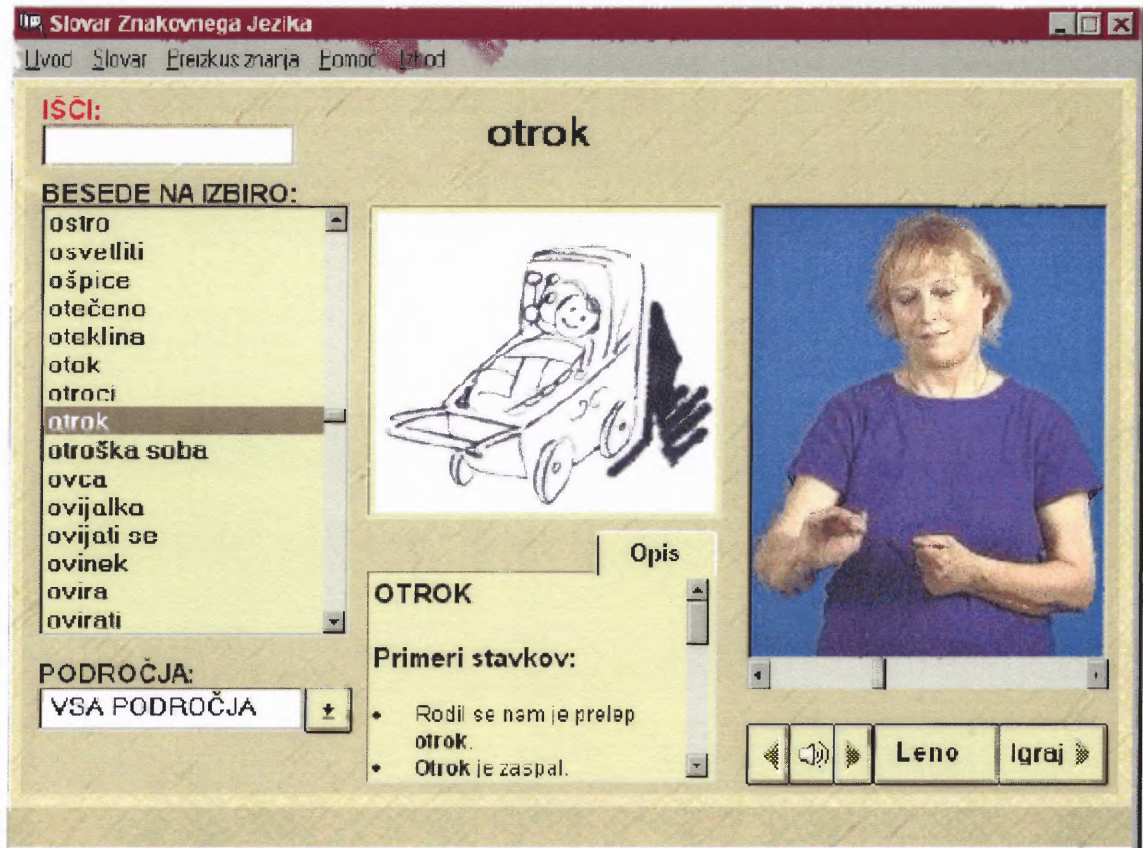 Slovar Znakovnega Jezika
Uvod Slovar Preizkus znanja Pomoč Izhod
IŠČI:
otrok
BESEDE NA IZBIRO:
ostro
osvetliti
ošpice
otečeno
oteklina
otok
otroci
otrok
otroška soba
ovca
ovijalka
ovijati se
ovinek
ovira
ovirati
PODROČJA:
VSA PODROČJA
Opis
OTROK
Primeri stavkov:
• Rodil se nam je prelep
otrok.
• Otrok je zaspal.
Leno
Igraj